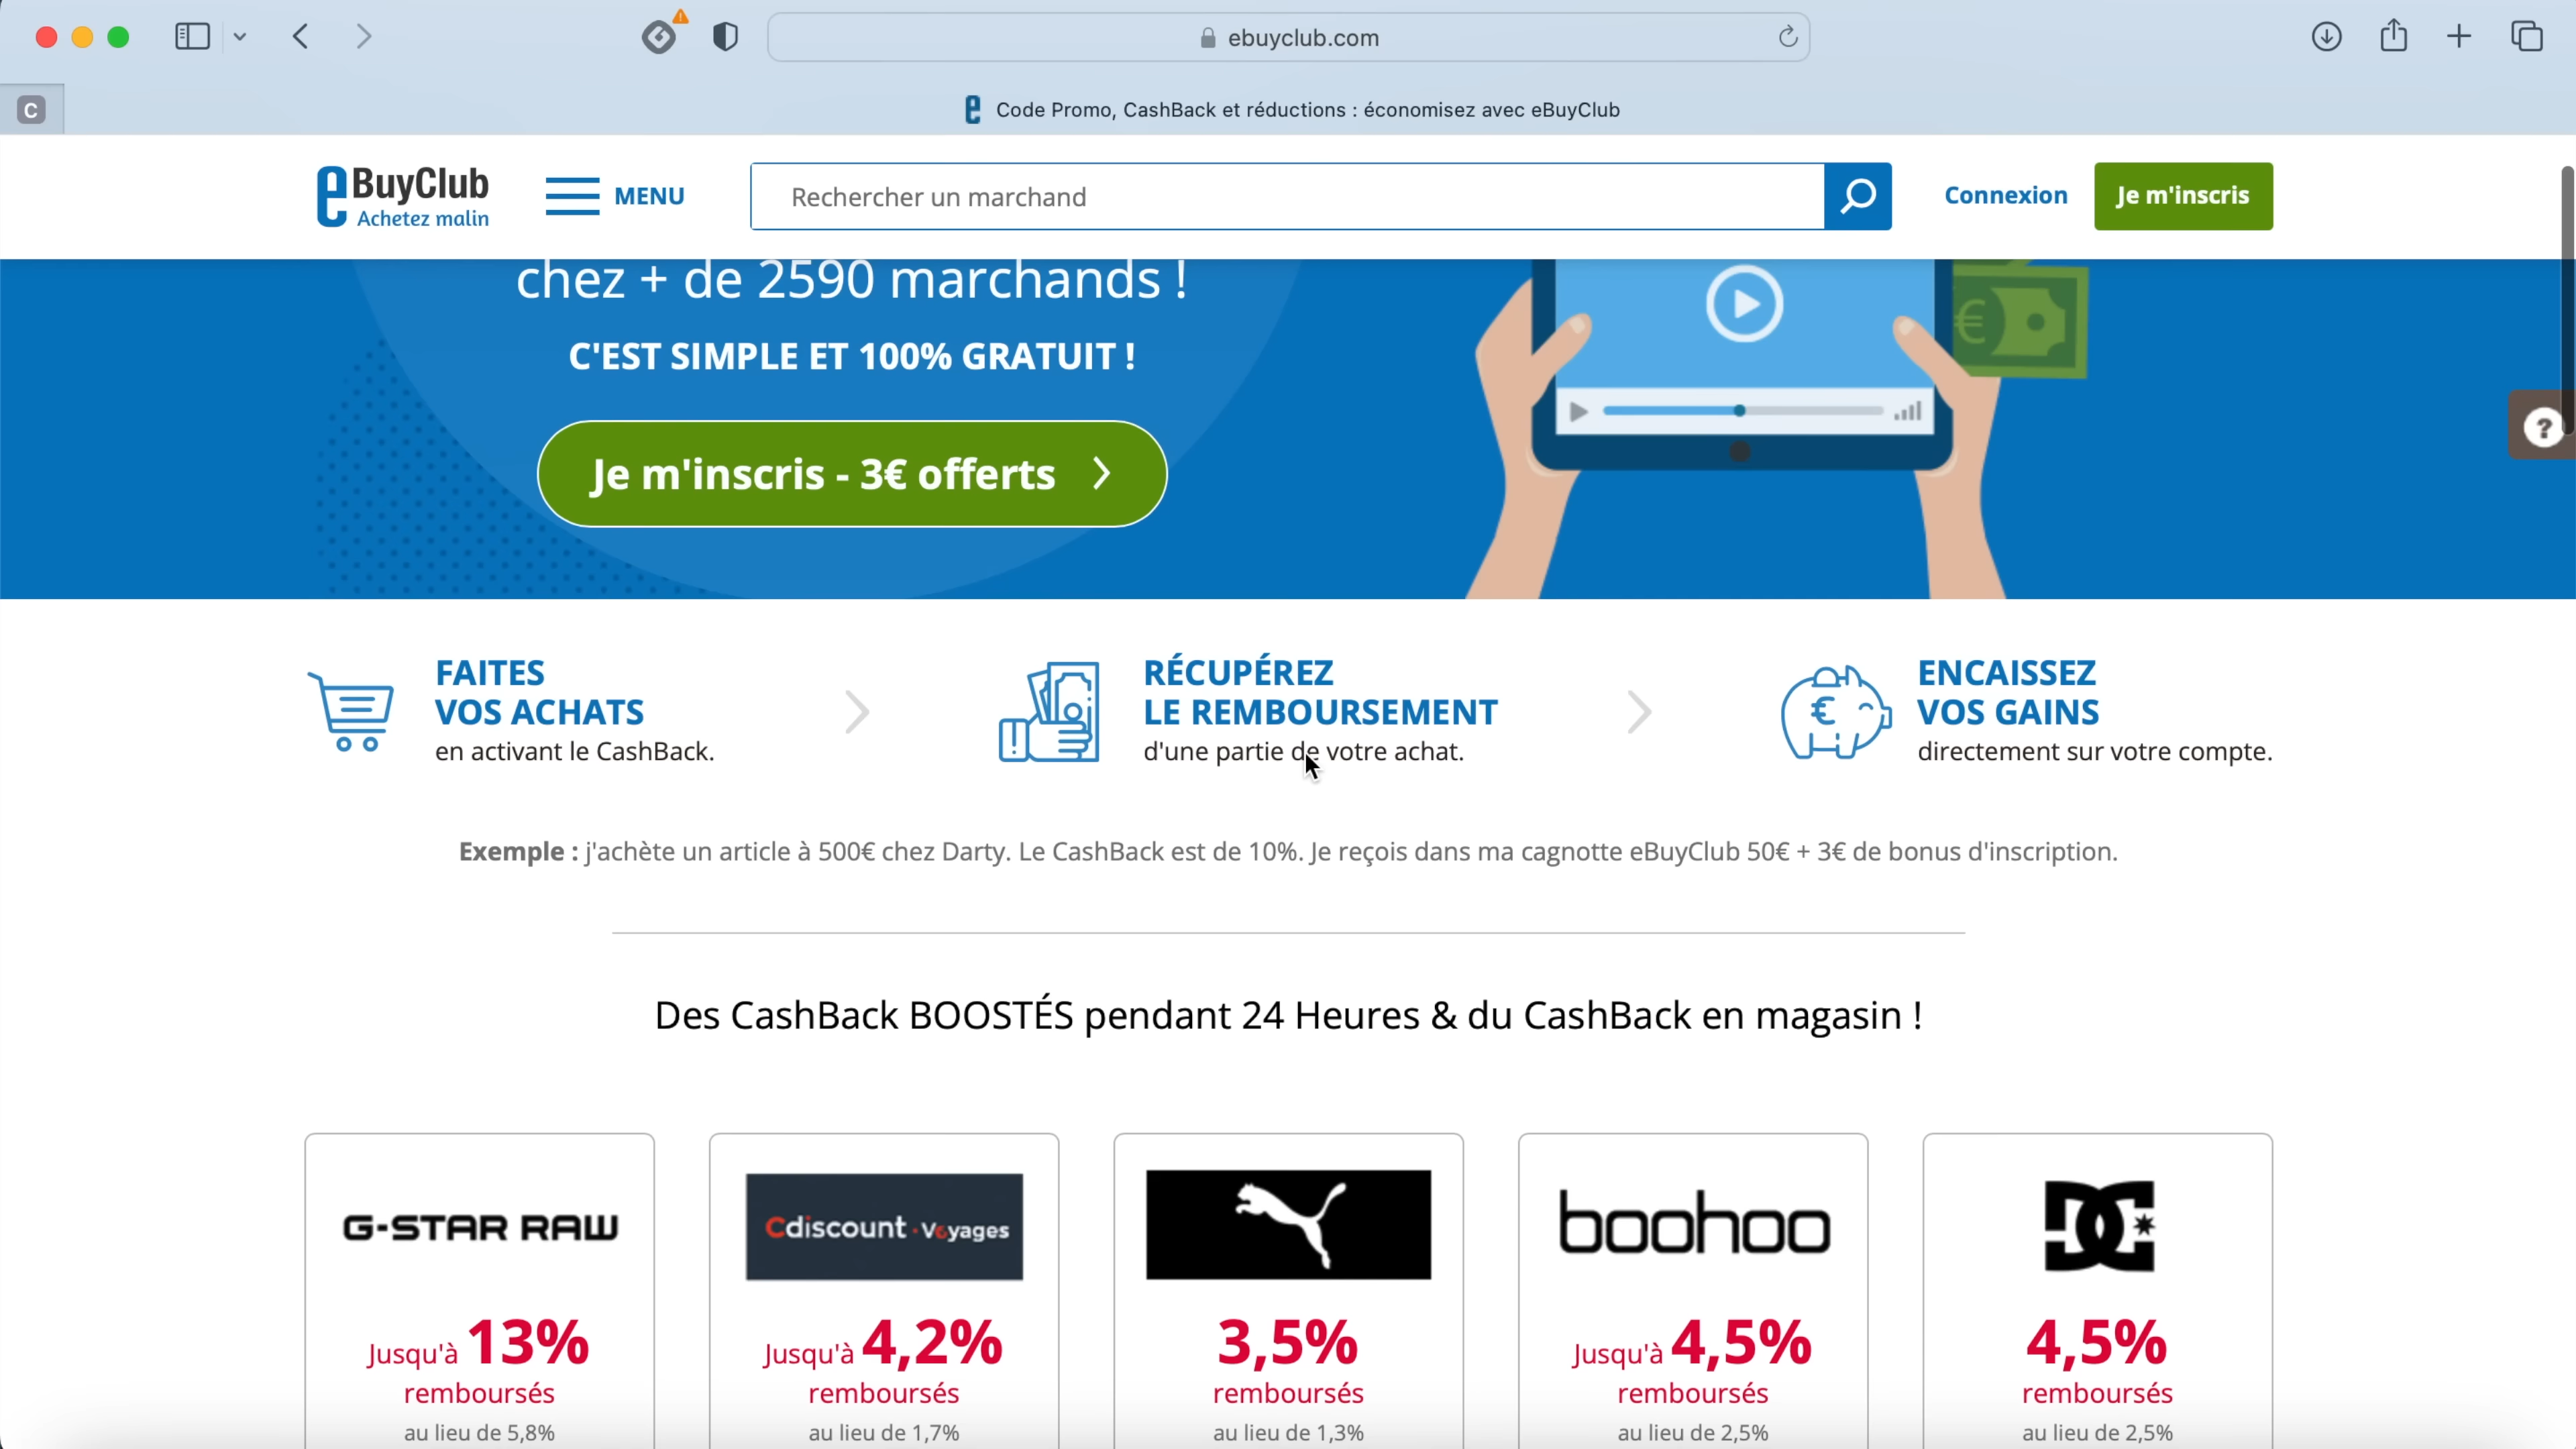 ebuyclub.com
C
Code Promo, CashBack et réductions : économisez avec eBuyClub
eBuyClub
Achetez malin
MENU
Rechercher un marchand
Connexion
Je m'inscris
chez + de 2590 marchands !
C'EST SIMPLE ET 100% GRATUIT !
Je m'inscris - 3€ offerts
€
?
FAITES
VOS ACHATS
en activant le CashBack.
RÉCUPÉREZ
LE REMBOURSEMENT
d'une partie de votre achat.
€
ENCAISSEZ
VOS GAINS
directement sur votre compte.
Exemple : j'achète un article à 500€ chez Darty. Le CashBack est de 10%. Je reçois dans ma cagnotte eBuyClub 50€ + 3€ de bonus d'inscription.
Des CashBack BOOSTÉS pendant 24 Heures & du CashBack en magasin !
G-STAR RAW
Jusqu'à 13%
remboursés
au lieu de 5,8%
Cdiscount Voyages
Jusqu'à 4,2%
remboursés
au lieu de 1,7%
3,5%
remboursés
au lieu de 1,3%
boohoo
Jusqu'à 4,5%
remboursés
au lieu de 2,5%
DC
4,5%
remboursés
au lieu de 2,5%